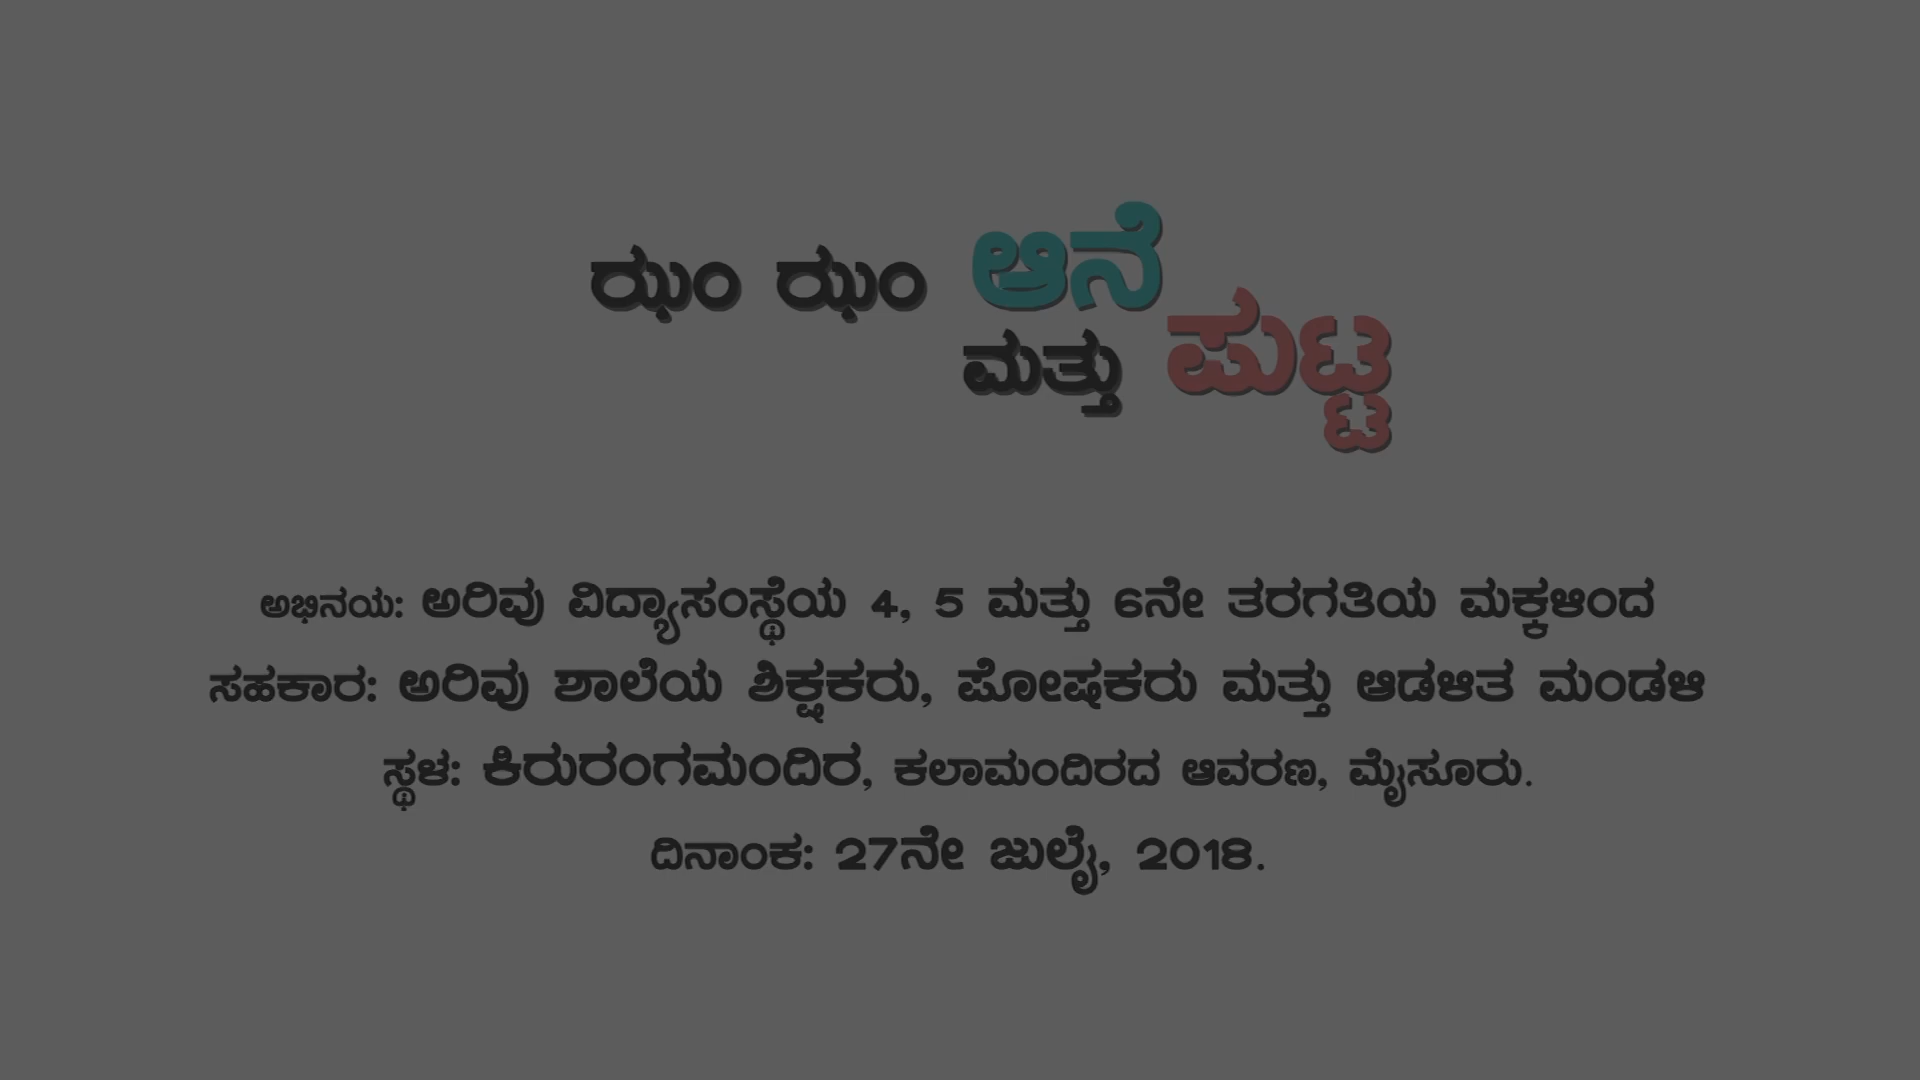 ಝಂ ಝಂ ಆನೆ
ಮತ್ತು ಪುಟ್ಟ
ಅಭಿನಯ: ಅರಿವು ವಿದ್ಯಾಸಂಸ್ಥೆಯ 4, 5 ಮತ್ತು 6ನೇ ತರಗತಿಯ ಮಕ್ಕಳಿಂದ
ಸಹಕಾರ: ಅರಿವು ಶಾಲೆಯ ಶಿಕ್ಷಕರು, ಪೋಷಕರು ಮತ್ತು ಆಡಳಿತ ಮಂಡಳಿ
ಸ್ಥಳ: ಕಿರುರಂಗಮಂದಿರ, ಕಲಾಮಂದಿರದ ಆವರಣ, ಮೈಸೂರು.
ದಿನಾಂಕ: 27ನೇ ಜುಲೈ, 2018.